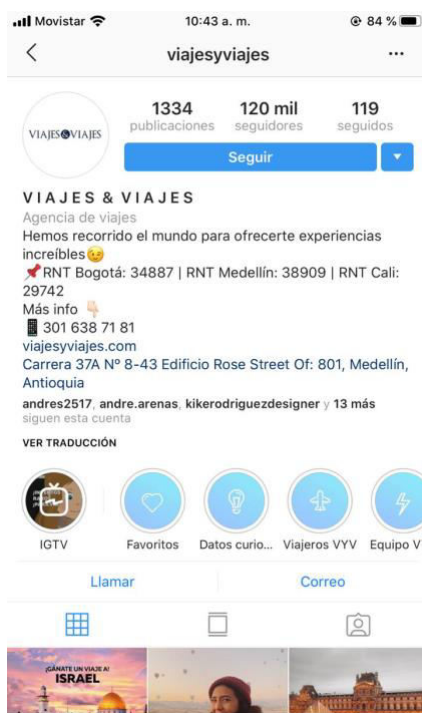 Movistar 10:43 a. m. 84 %
viajesyviajes
VIAJES VIAJES
1334 120 mil 119
publicaciones seguidores seguidos
Seguir
VIAJES & VIAJES
Agencia de viajes
Hemos recorrido el mundo para ofrecerte experiencias
increíbles😉
📌RNT Bogotá: 34887 | RNT Medellín: 38909 | RNT Cali:
29742
Más info 👇🏻
📱 301 638 71 81
viajesyviajes.com
Carrera 37A Nº 8-43 Edificio Rose Street Of: 801, Medellín,
Antioquia
andres2517, andre.arenas, kikerodriguezdesigner y 13 más
siguen esta cuenta
VER TRADUCCIÓN
IGTV Favoritos Datos curio... Viajeros VYV Equipo V
Llamar Correo
¡GÁNATE UN VIAJE A!
ISRAEL